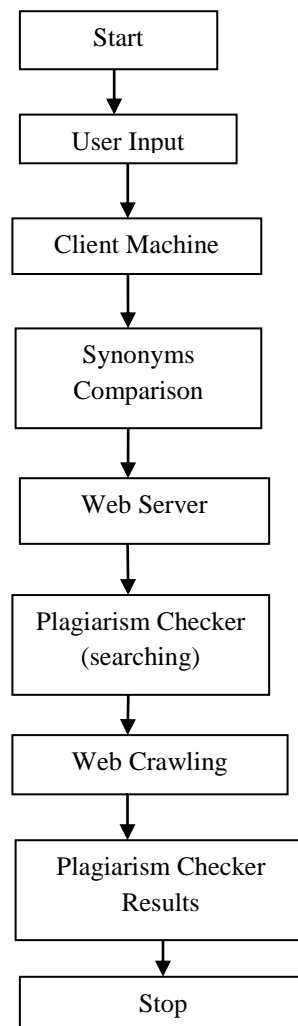 Start
User Input
Client Machine
Synonyms
Comparison
Web Server
Plagiarism Checker
(searching)
Web Crawling
Plagiarism Checker
Results
Stop